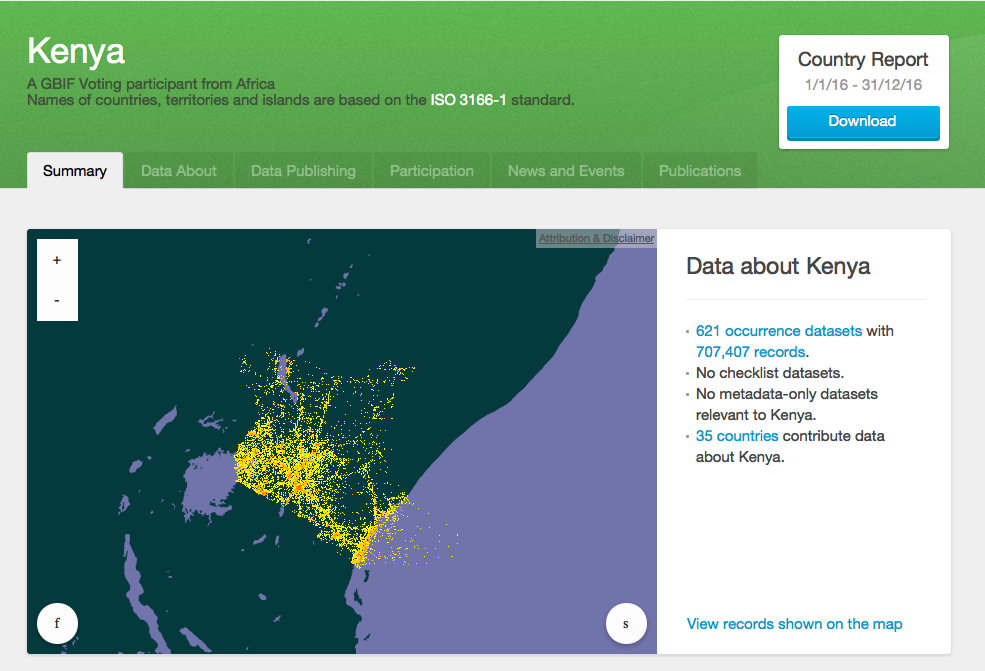 Kenya
A GBIF Voting participant from Africa
Names of countries, territories and islands are based on the ISO 3166-1 standard.
Country Report
1/1/16 - 31/12/16
Download
Summary
Data About
Data Publishing
Participation
News and Events
Publications
+
-
Attribution & Disclaimer
f
s
Data about Kenya
621 occurrence datasets with
707,407 records.
No checklist datasets.
No metadata-only datasets
relevant to Kenya.
35 countries contribute data
about Kenya.
View records shown on the map